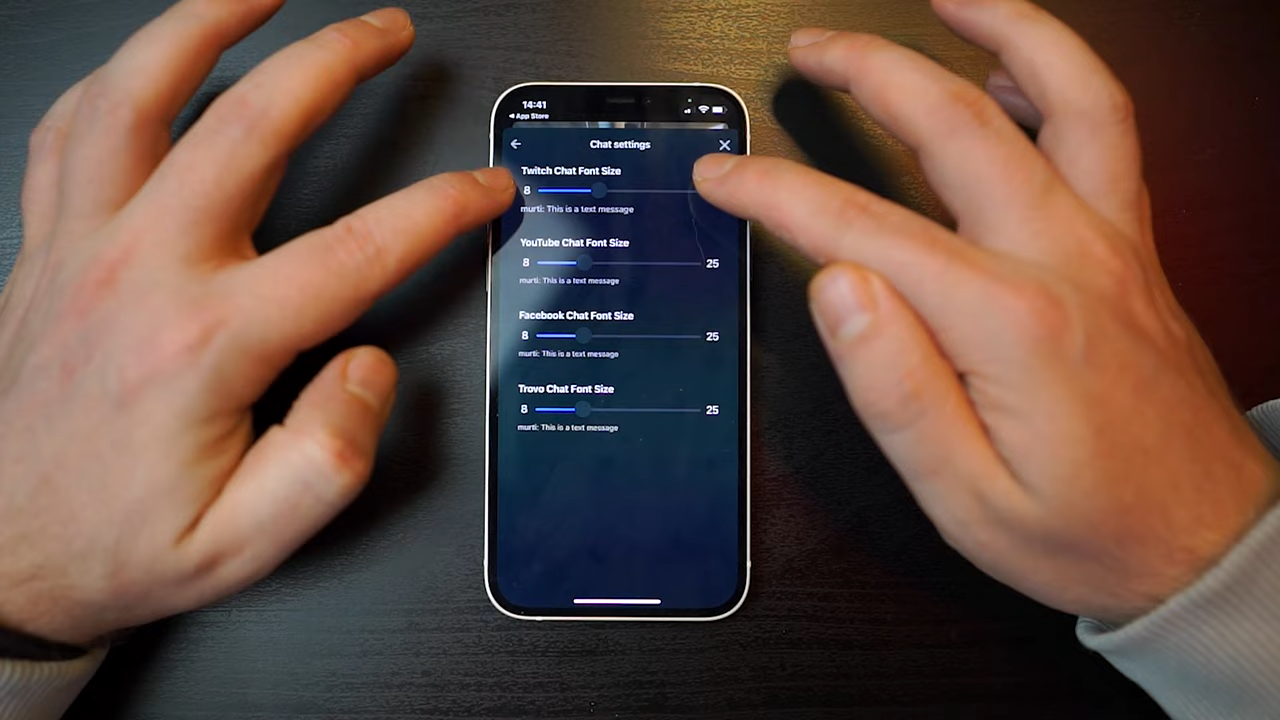 14:41
◀ App Store
Chat settings
Twitch Chat Font Size
8
murti: This is a text message
YouTube Chat Font Size
8 25
murti: This is a text message
Facebook Chat Font Size
8 25
murti: This is a text message
Trovo Chat Font Size
8 25
murti: This is a text message